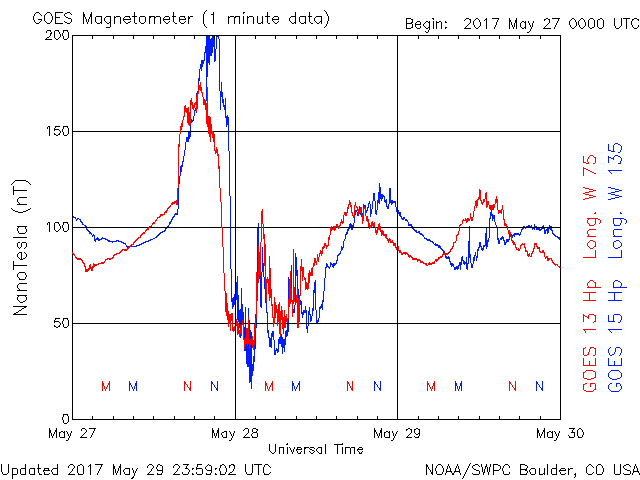 GOES Magnetometer (1 minute data)
Begin: 2017 May 27 0000 UTC
200
150
100
50
0
NanoTesla (nT)
M M N N M M N N M M N N
May 27 May 28 May 29 May 30
Universal Time
GOES 13 Hp Long. W 75
GOES 15 Hp Long. W 135
Updated 2017 May 29 23:59:02 UTC
NOAA/SWPC Boulder, CO USA